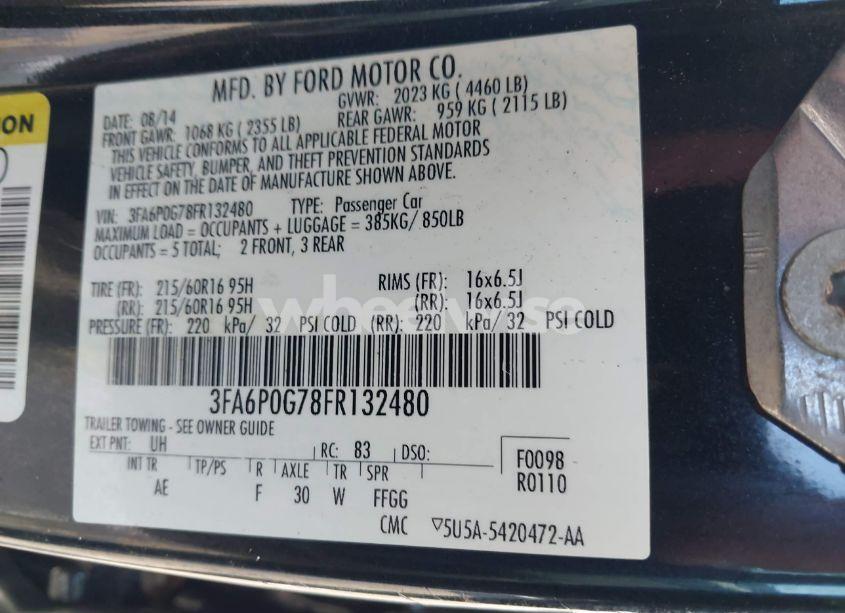 ION
MFD. BY FORD MOTOR CO.
DATE: 08/14 GVWR: 2023 KG ( 4460 LB)
FRONT GAWR: 1068 KG ( 2355 LB) REAR GAWR: 959 KG ( 2115 LB)
THIS VEHICLE CONFORMS TO ALL APPLICABLE FEDERAL MOTOR
VEHICLE SAFETY, BUMPER, AND THEFT PREVENTION STANDARDS
IN EFFECT ON THE DATE OF MANUFACTURE SHOWN ABOVE.
VIN: 3FA6P0G78FR132480 TYPE: Passenger Car
MAXIMUM LOAD = OCCUPANTS + LUGGAGE = 385KG/ 850LB
OCCUPANTS = 5 TOTAL; 2 FRONT, 3 REAR
TIRE (FR): 215/60R16 95H RIMS (FR): 16x6.5J
(RR): 215/60R16 95H (RR): 16x6.5J
PRESSURE (FR): 220 kPa/ 32 PSI COLD (RR): 220 kPa/ 32 PSI COLD
3FA6P0G78FR132480
TRAILER TOWING - SEE OWNER GUIDE
EXT PNT: UH RC: 83 DSO: F0098
INT TR TP/PS R AXLE TR SPR R0110
AE F 30 W FFGG
CMC ▽5U5A-5420472-AA